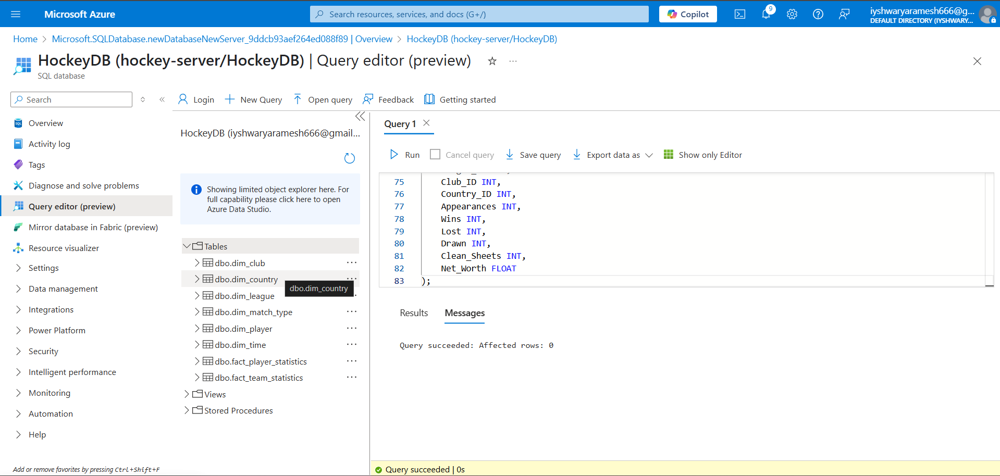 Microsoft Azure
Search resources, services, and docs (G+/)
Copilot
9
iyshwaryaramesh666@g...
DEFAULT DIRECTORY (IYSHWARY...
Home > Microsoft.SQLDatabase.newDatabaseNewServer_9ddcb93aef264ed088f89 | Overview > HockeyDB (hockey-server/HockeyDB)
HockeyDB (hockey-server/HockeyDB) | Query editor (preview)
SQL database
Search
Overview
Activity log
Tags
Diagnose and solve problems
Query editor (preview)
Mirror database in Fabric (preview)
Resource visualizer
Settings
Data management
Integrations
Power Platform
Security
Intelligent performance
Monitoring
Automation
Help
Add or remove favorites by pressing Ctrl+Shift+F
Login
New Query
Open query
Feedback
Getting started
HockeyDB (iyshwaryaramesh666@gmail...
Showing limited object explorer here. For
full capability please click here to open
Azure Data Studio.
Tables
dbo.dim_club
dbo.dim_country
dbo.dim_country
dbo.dim_league
dbo.dim_match_type
dbo.dim_player
dbo.dim_time
dbo.fact_player_statistics
dbo.fact_team_statistics
Views
Stored Procedures
Query 1
Run
Cancel query
Save query
Export data as
Show only Editor
75 Club_ID INT,
76 Country_ID INT,
77 Appearances INT,
78 Wins INT,
79 Lost INT,
80 Drawn INT,
81 Clean_Sheets INT,
82 Net_Worth FLOAT
83 );
Results
Messages
Query succeeded: Affected rows: 0
Query succeeded | 0s